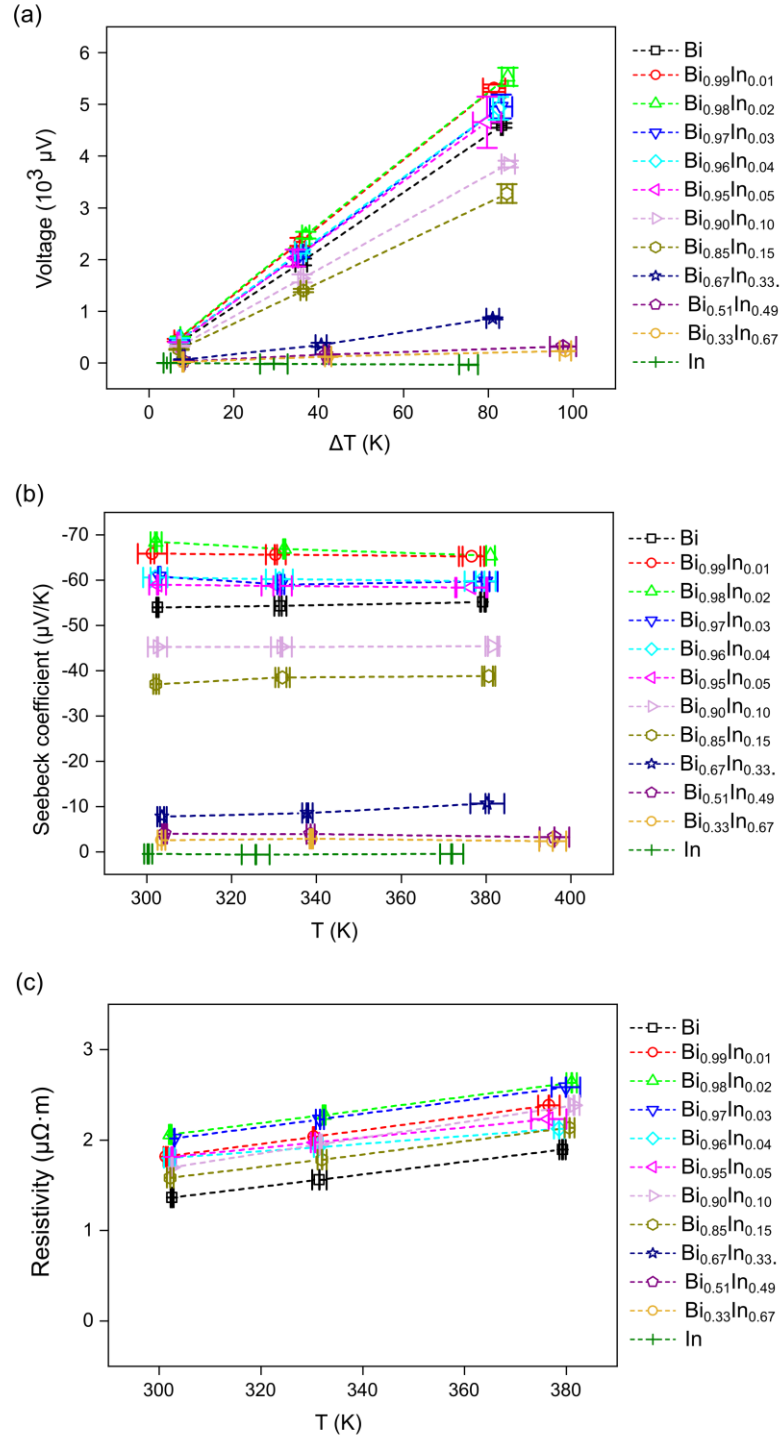 (a)
6
5
4
3
2
1
0
Voltage (10³ μV)
0 20 40 60 80 100
ΔT (K)
Bi
Bi₀.₉₉In₀.₀₁
Bi₀.₉₈In₀.₀₂
Bi₀.₉₇In₀.₀₃
Bi₀.₉₆In₀.₀₄
Bi₀.₉₅In₀.₀₅
Bi₀.₉₀In₀.₁₀
Bi₀.₈₅In₀.₁₅
Bi₀.₆₇In₀.₃₃.
Bi₀.₅₁In₀.₄₉
Bi₀.₃₃In₀.₆₇
In
(b)
-70
-60
-50
-40
-30
-20
-10
0
Seebeck coefficient (μV/K)
300 320 340 360 380 400
T (K)
Bi
Bi₀.₉₉In₀.₀₁
Bi₀.₉₈In₀.₀₂
Bi₀.₉₇In₀.₀₃
Bi₀.₉₆In₀.₀₄
Bi₀.₉₅In₀.₀₅
Bi₀.₉₀In₀.₁₀
Bi₀.₈₅In₀.₁₅
Bi₀.₆₇In₀.₃₃.
Bi₀.₅₁In₀.₄₉
Bi₀.₃₃In₀.₆₇
In
(c)
3
2
1
0
Resistivity (μΩ·m)
300 320 340 360 380
T (K)
Bi
Bi₀.₉₉In₀.₀₁
Bi₀.₉₈In₀.₀₂
Bi₀.₉₇In₀.₀₃
Bi₀.₉₆In₀.₀₄
Bi₀.₉₅In₀.₀₅
Bi₀.₉₀In₀.₁₀
Bi₀.₈₅In₀.₁₅
Bi₀.₆₇In₀.₃₃.
Bi₀.₅₁In₀.₄₉
Bi₀.₃₃In₀.₆₇
In